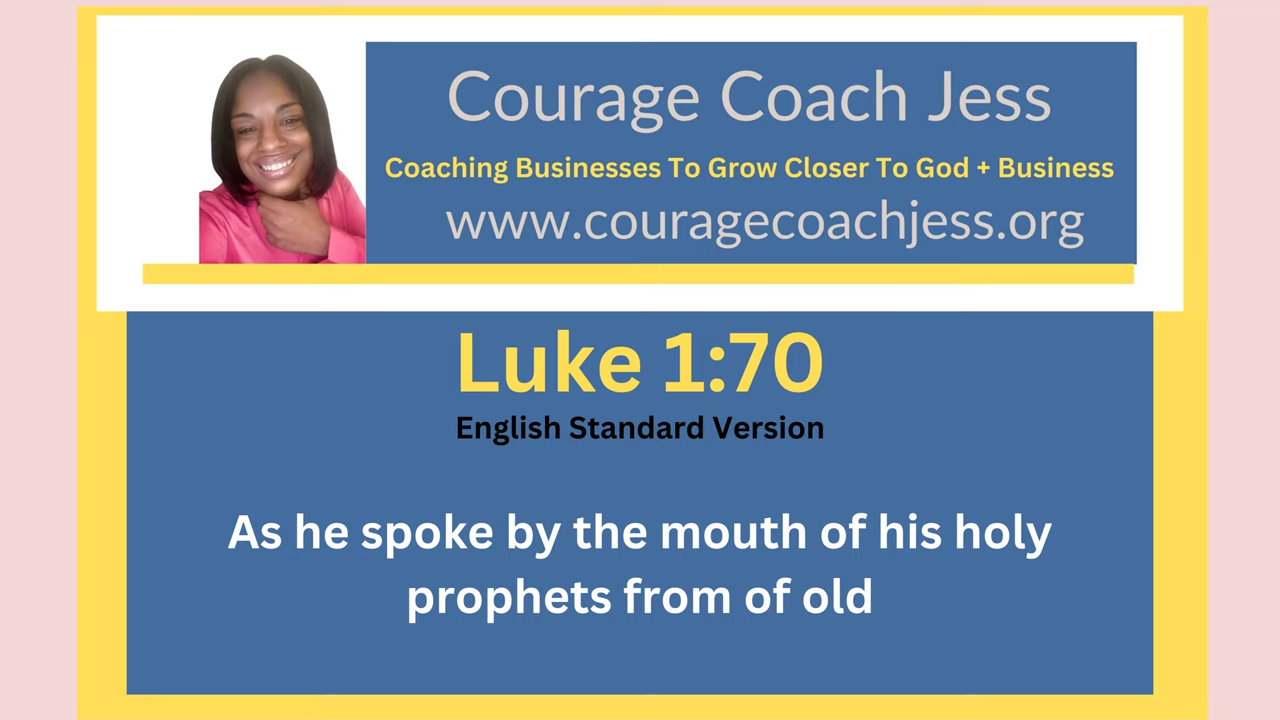 Courage Coach Jess
Coaching Businesses To Grow Closer To God + Business
www.couragecoachjess.org
Luke 1:70
English Standard Version
As he spoke by the mouth of his holy
prophets from of old